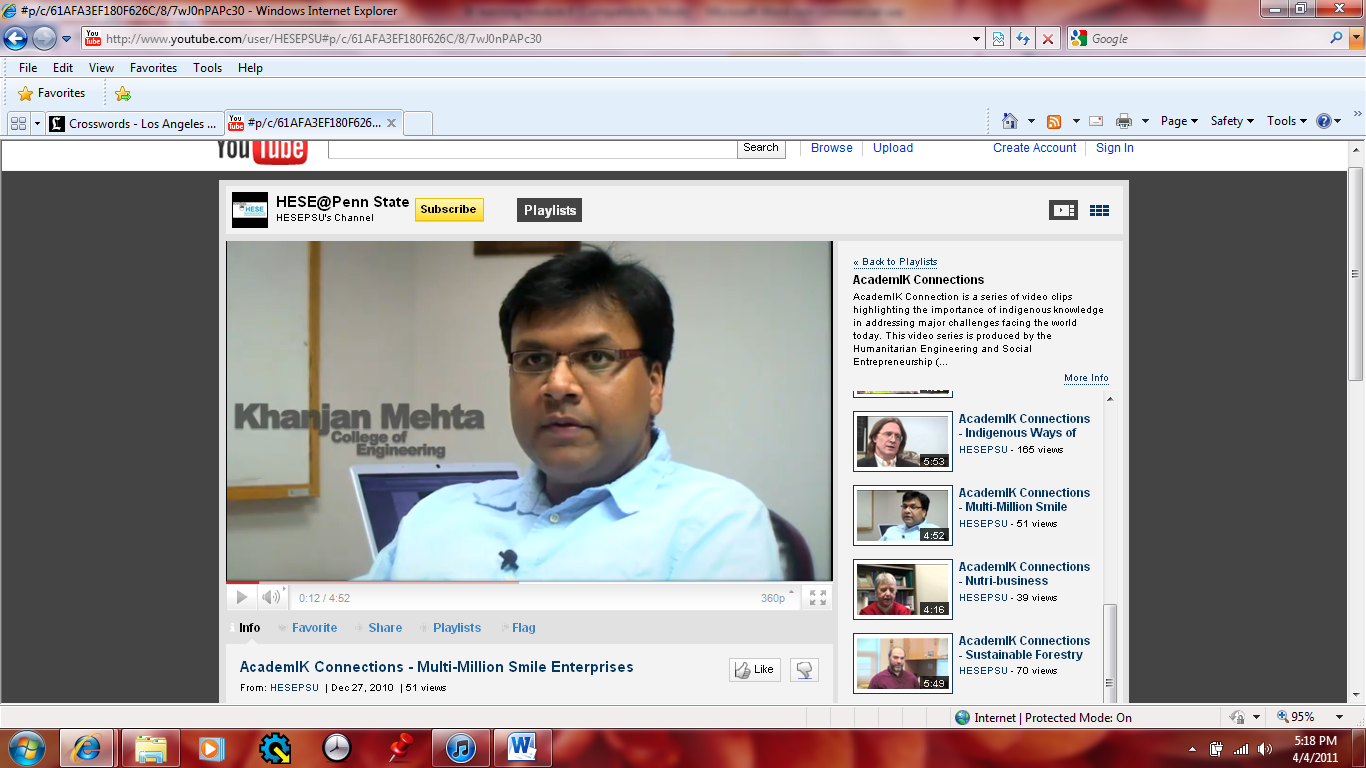 #p/c/61AFA3EF180F626C/8/7wJ0nPAPc30 - Windows Internet Explorer
http://www.youtube.com/user/HESEPSU#p/c/61AFA3EF180F626C/8/7wJ0nPAPc30
Google
File Edit View Favorites Tools Help
Favorites
Crosswords - Los Angeles ...
#p/c/61AFA3EF180F626...
Page Safety Tools
YouTube
Search
Browse
Upload
Create Account
Sign In
HESE@Penn State
HESEPSU's Channel
Subscribe
Playlists
Khanjan Mehta
College of
Engineering
0:12 / 4:52
360p
Info
Favorite
Share
Playlists
Flag
AcademIK Connections - Multi-Million Smile Enterprises
From: HESEPSU | Dec 27, 2010 | 51 views
Like
« Back to Playlists
AcademIK Connections
AcademIK Connection is a series of video clips
highlighting the importance of indigenous knowledge
in addressing major challenges facing the world
today. This video series is produced by the
Humanitarian Engineering and Social
Entrepreneurship (...
More Info
5:53
AcademIK Connections
- Indigenous Ways of
HESEPSU - 165 views
4:52
AcademIK Connections
- Multi-Million Smile
HESEPSU - 51 views
4:16
AcademIK Connections
- Nutri-business
HESEPSU - 39 views
5:49
AcademIK Connections
- Sustainable Forestry
HESEPSU - 70 views
Internet | Protected Mode: On
95%
5:18 PM
4/4/2011